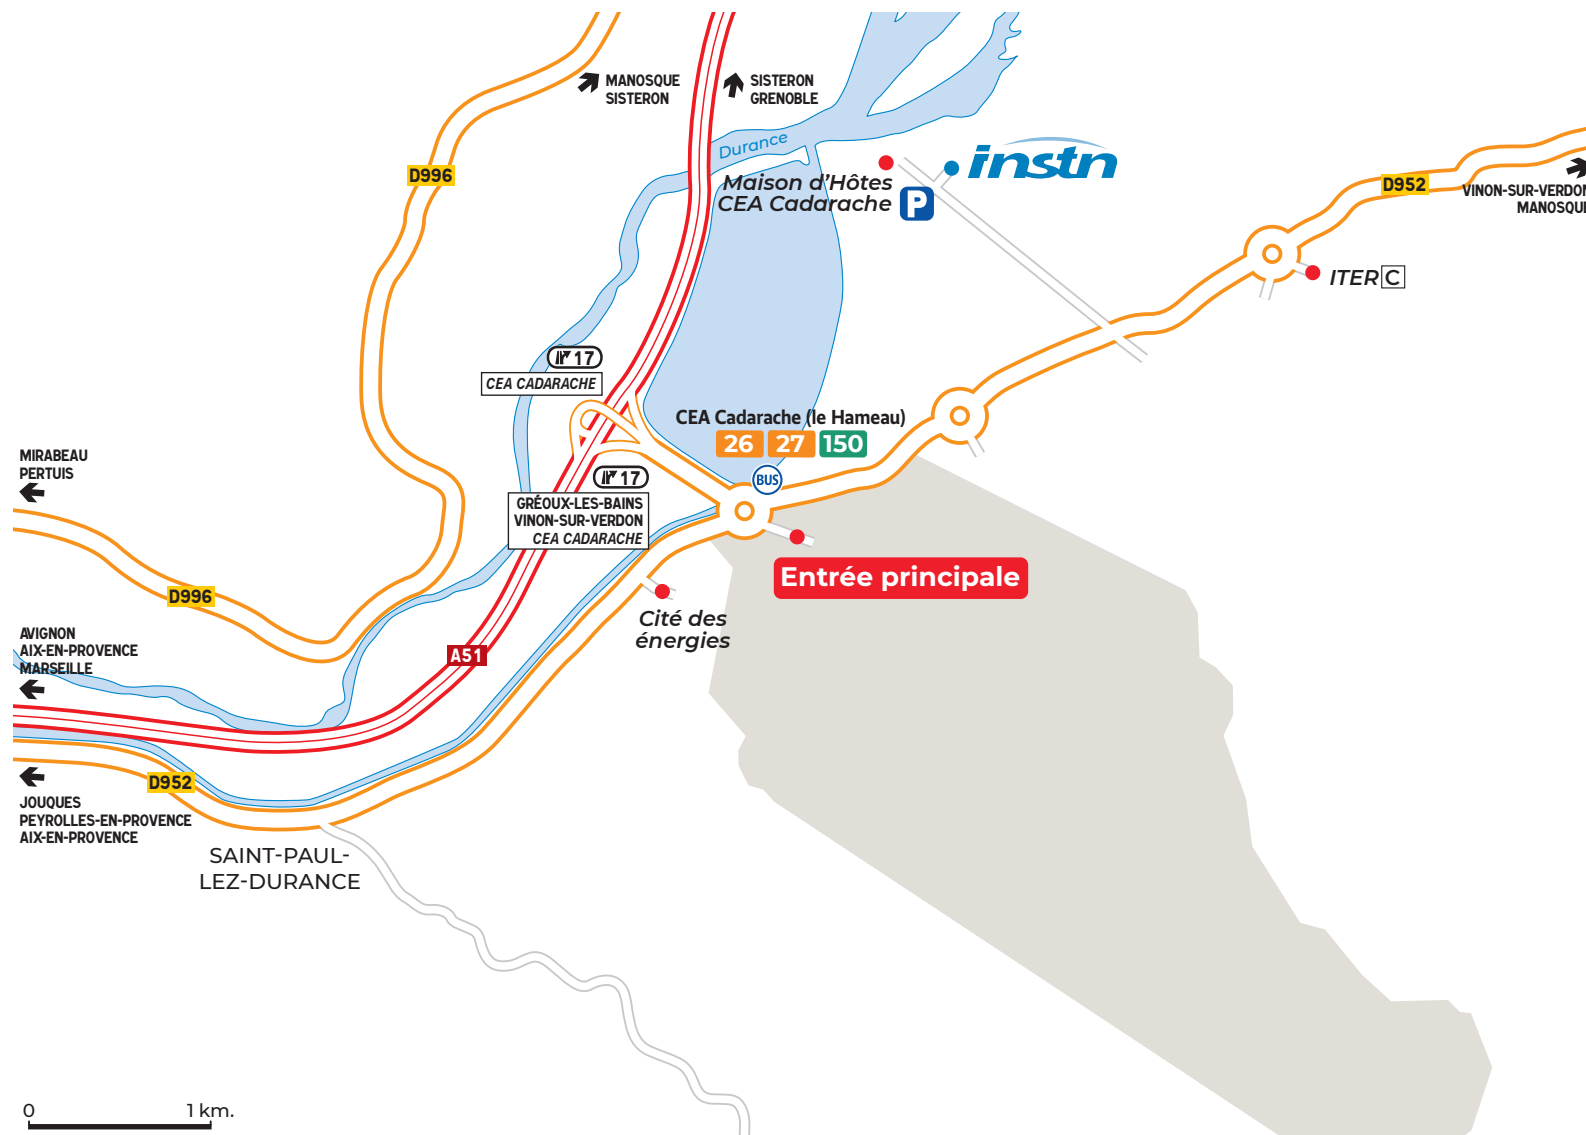 MANOSQUE
SISTERON
SISTERON
GRENOBLE
Durance
instn
Maison d'Hôtes
CEA Cadarache
P
D996
D952
VINON-SUR-VERDON
MANOSQUE
ITER C
17
CEA CADARACHE
CEA Cadarache (le Hameau)
26 27 150
BUS
MIRABEAU
PERTUIS
17
GRÉOUX-LES-BAINS
VINON-SUR-VERDON
CEA CADARACHE
Entrée principale
D996
Cité des
énergies
AVIGNON
AIX-EN-PROVENCE
MARSEILLE
A51
D952
JOUQUES
PEYROLLES-EN-PROVENCE
AIX-EN-PROVENCE
SAINT-PAUL-
LEZ-DURANCE
0 1 km.